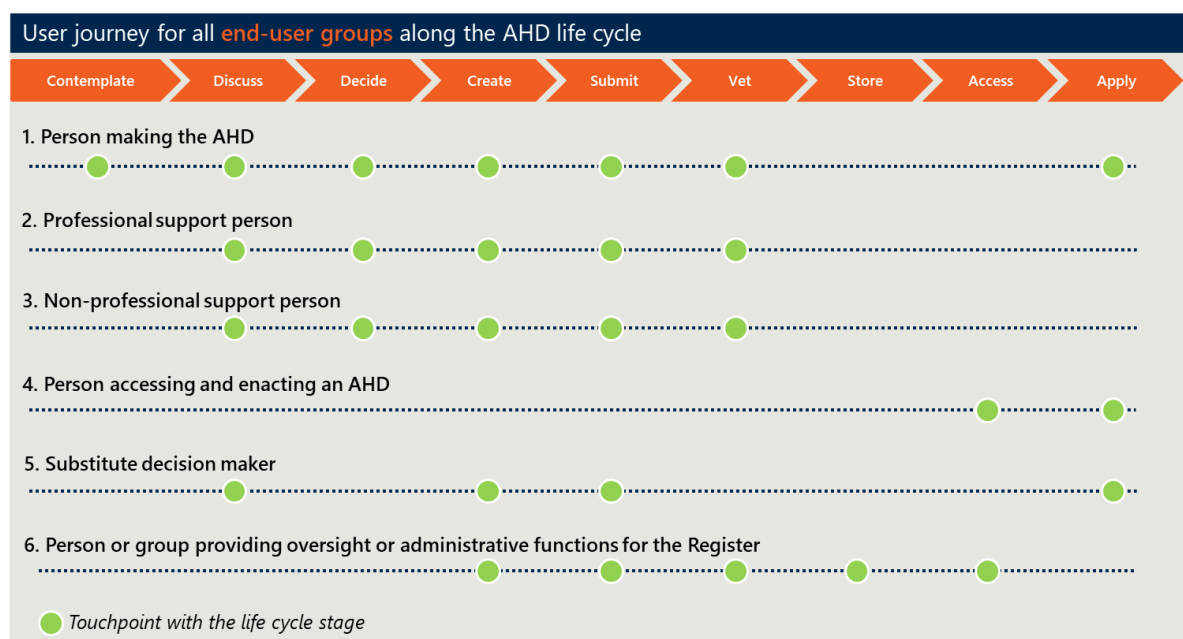 User journey for all end-user groups along the AHD life cycle
Contemplate Discuss Decide Create Submit Vet Store Access Apply
1. Person making the AHD
2. Professional support person
3. Non-professional support person
4. Person accessing and enacting an AHD
5. Substitute decision maker
6. Person or group providing oversight or administrative functions for the Register
Touchpoint with the life cycle stage